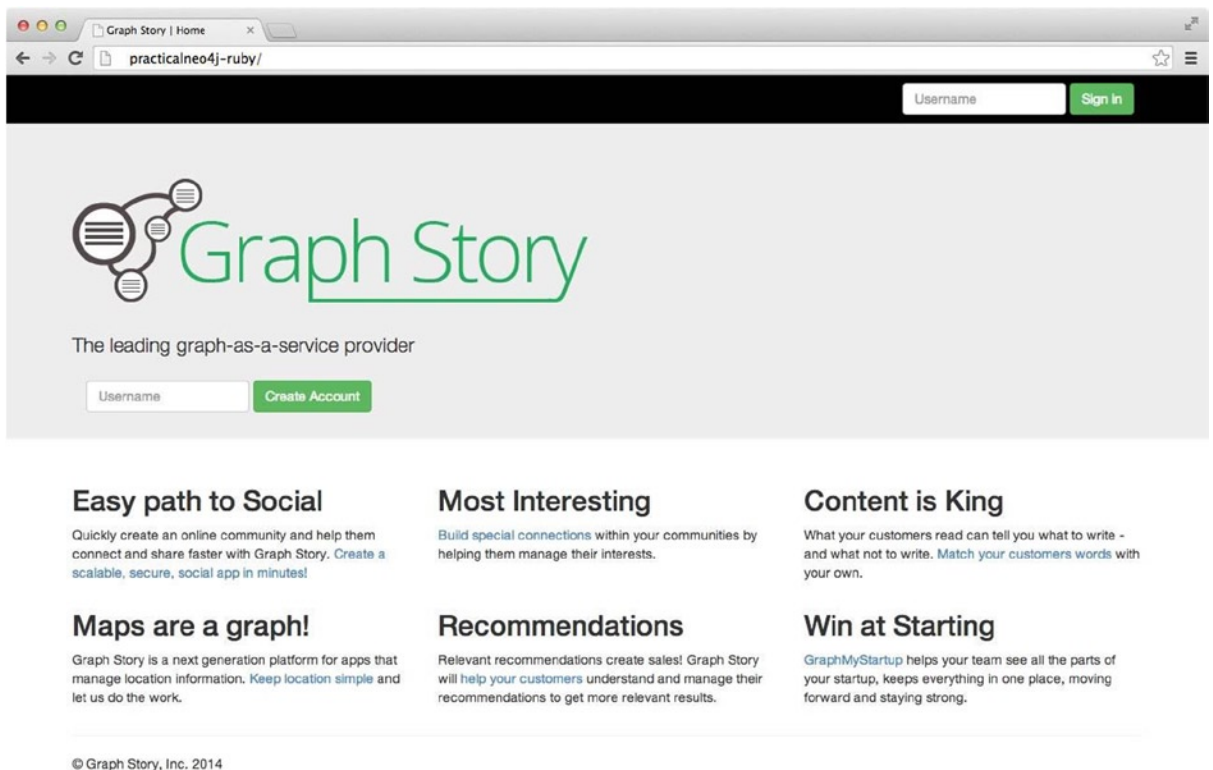 Graph Story | Home
practicalneo4j-ruby/
Username
Sign in
Graph Story
The leading graph-as-a-service provider
Username
Create Account
Easy path to Social
Quickly create an online community and help them
connect and share faster with Graph Story. Create a
scalable, secure, social app in minutes!
Most Interesting
Build special connections within your communities by
helping them manage their interests.
Content is King
What your customers read can tell you what to write -
and what not to write. Match your customers words with
your own.
Maps are a graph!
Graph Story is a next generation platform for apps that
manage location information. Keep location simple and
let us do the work.
Recommendations
Relevant recommendations create sales! Graph Story
will help your customers understand and manage their
recommendations to get more relevant results.
Win at Starting
GraphMyStartup helps your team see all the parts of
your startup, keeps everything in one place, moving
forward and staying strong.
© Graph Story, Inc. 2014